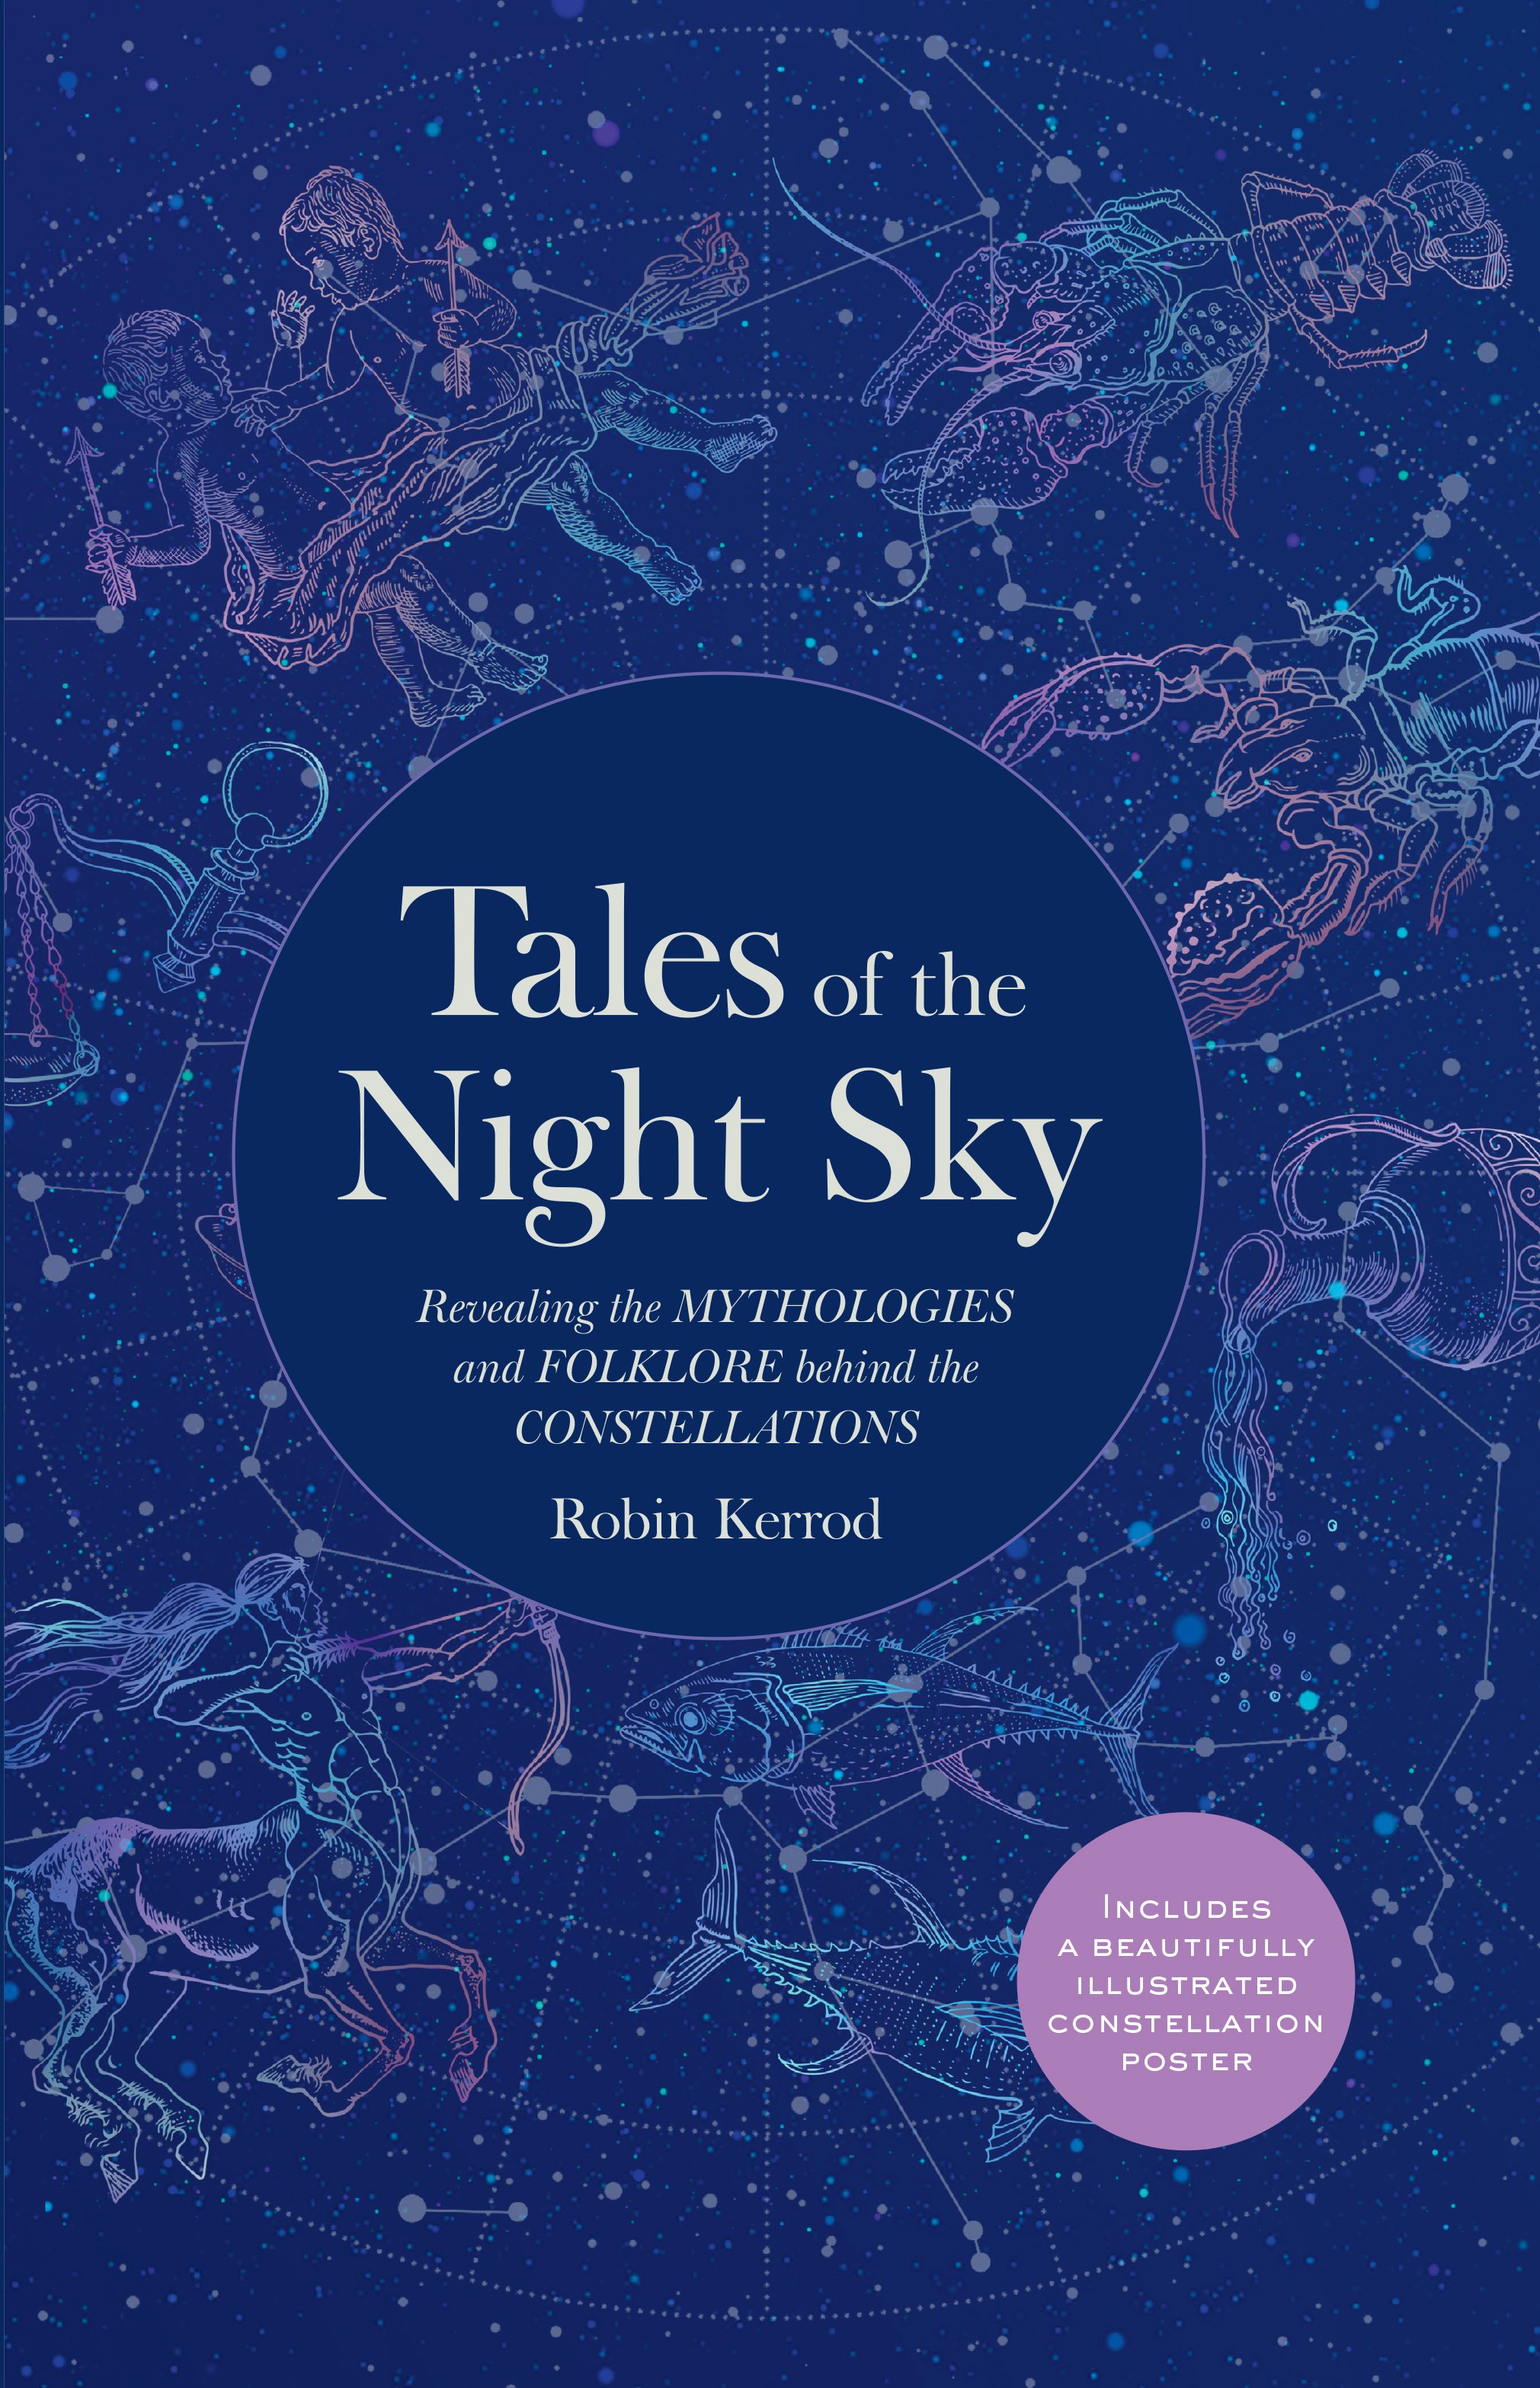 Tales of the
Night Sky
Revealing the MYTHOLOGIES
and FOLKLORE behind the
CONSTELLATIONS
Robin Kerrod
INCLUDES
A BEAUTIFULLY
ILLUSTRATED
CONSTELLATION
POSTER